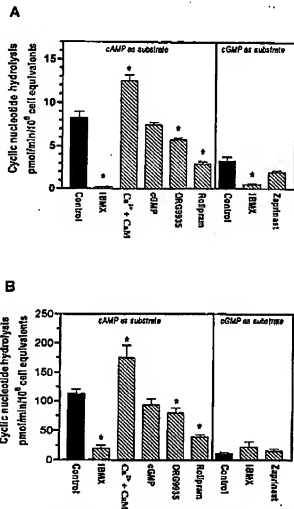 A
Cyclic nucleotide hydrolysis
pmol/min/10⁶ cell equivalents
15
10
5
0
cAMP as substrate
cGMP as substrate
*
*
*
*
*
Control
IBMX
Ca²⁺ + CaM
cGMP
ORG9935
Rolipram
Control
IBMX
Zaprinast
B
Cyclic nucleotide hydrolysis
pmol/min/10⁶ cell equivalents
250
200
150
100
50
0
cAMP as substrate
cGMP as substrate
*
*
*
*
Control
IBMX
Ca²⁺ + CaM
cGMP
ORG9935
Rolipram
Control
IBMX
Zaprinast